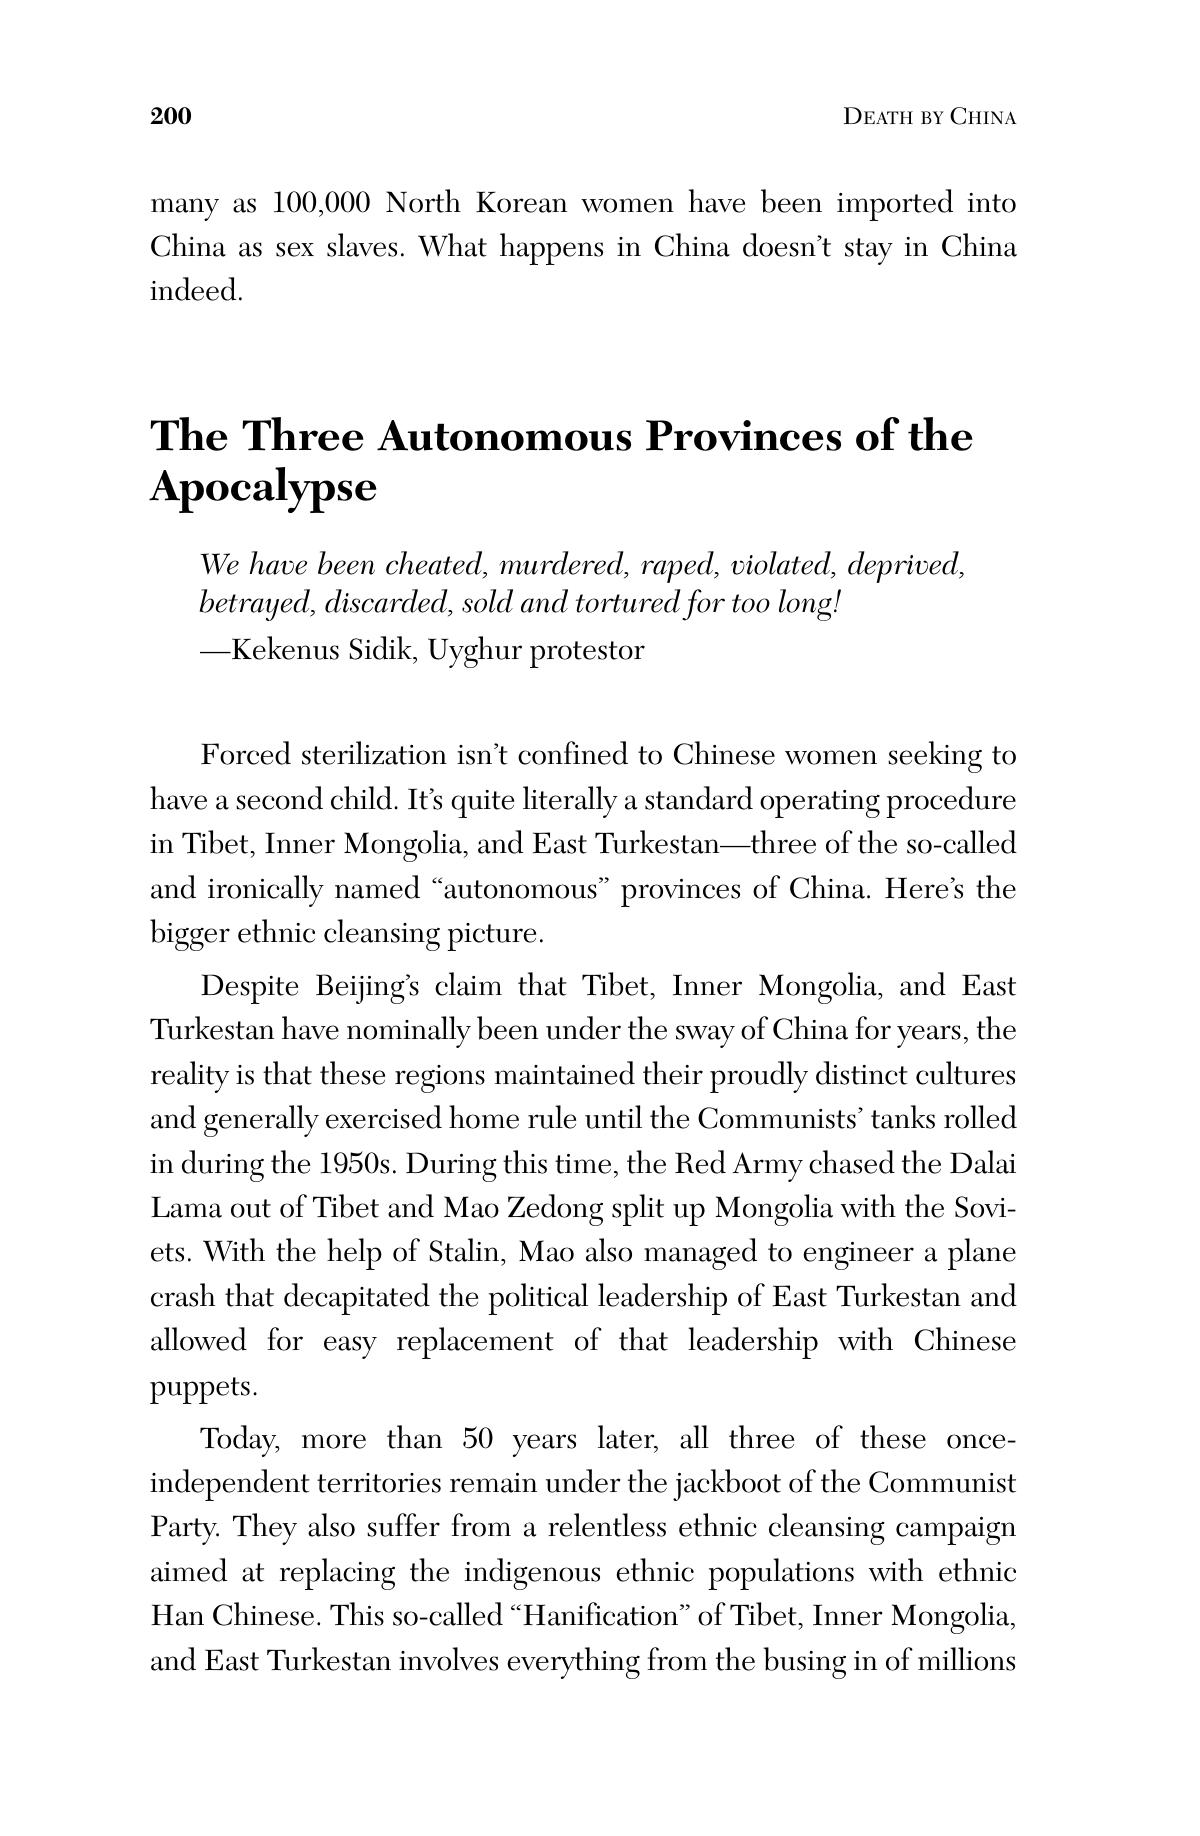 200 DEATH BY CHINA
many as 100,000 North Korean women have been imported into
China as sex slaves. What happens in China doesn’t stay in China
indeed.
The Three Autonomous Provinces of the
Apocalypse
We have been cheated, murdered, raped, violated, deprived,
betrayed, discarded, sold and tortured for too long!
—Kekenus Sidik, Uyghur protestor
Forced sterilization isn’t confined to Chinese women seeking to
have a second child. It’s quite literally a standard operating procedure
in Tibet, Inner Mongolia, and East Turkestan—three of the so-called
and ironically named “autonomous” provinces of China. Here’s the
bigger ethnic cleansing picture.
Despite Beijing’s claim that Tibet, Inner Mongolia, and East
Turkestan have nominally been under the sway of China for years, the
reality is that these regions maintained their proudly distinct cultures
and generally exercised home rule until the Communists’ tanks rolled
in during the 1950s. During this time, the Red Army chased the Dalai
Lama out of Tibet and Mao Zedong split up Mongolia with the Sovi-
ets. With the help of Stalin, Mao also managed to engineer a plane
crash that decapitated the political leadership of East Turkestan and
allowed for easy replacement of that leadership with Chinese
puppets.
Today, more than 50 years later, all three of these once-
independent territories remain under the jackboot of the Communist
Party. They also suffer from a relentless ethnic cleansing campaign
aimed at replacing the indigenous ethnic populations with ethnic
Han Chinese. This so-called “Hanification” of Tibet, Inner Mongolia,
and East Turkestan involves everything from the busing in of millions